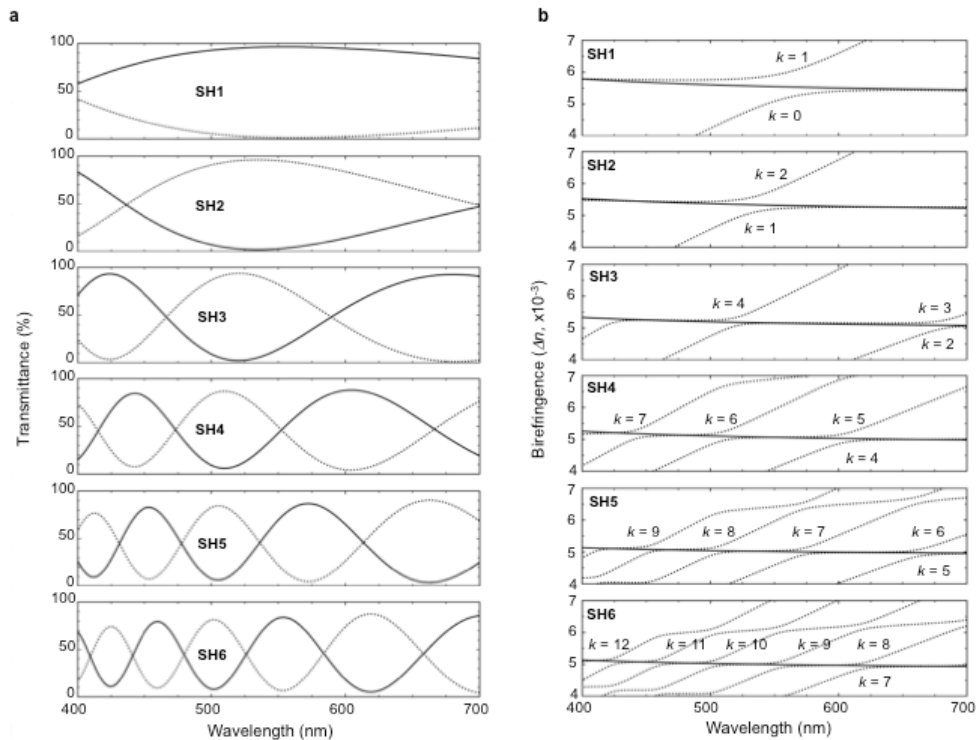 a
100
50
0
SH1
100
50
0
SH2
100
50
0
SH3
100
50
0
SH4
100
50
0
SH5
100
50
0
SH6
400
500
600
700
Transmittance (%)
Wavelength (nm)
b
7
6
5
4
SH1
k = 1
k = 0
7
6
5
4
SH2
k = 2
k = 1
7
6
5
4
SH3
k = 4
k = 3
k = 2
7
6
5
4
SH4
k = 7
k = 6
k = 5
k = 4
7
6
5
4
SH5
k = 9
k = 8
k = 7
k = 6
k = 5
7
6
5
4
SH6
k = 12
k = 11
k = 10
k = 9
k = 8
k = 7
400
500
600
700
Birefringence (Δn, x10⁻³)
Wavelength (nm)